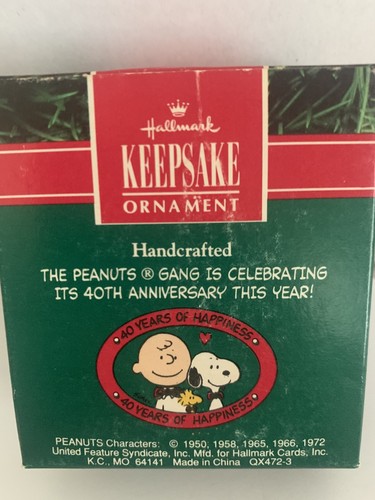 Hallmark
KEEPSAKE
ORNAMENT
Handcrafted
THE PEANUTS ® GANG IS CELEBRATING
ITS 40TH ANNIVERSARY THIS YEAR!
40 YEARS OF HAPPINESS
40 YEARS OF HAPPINESS
PEANUTS Characters: © 1950, 1958, 1965, 1966, 1972
United Feature Syndicate, Inc. Mfd. for Hallmark Cards, Inc.
K.C., MO 64141 Made in China QX472-3